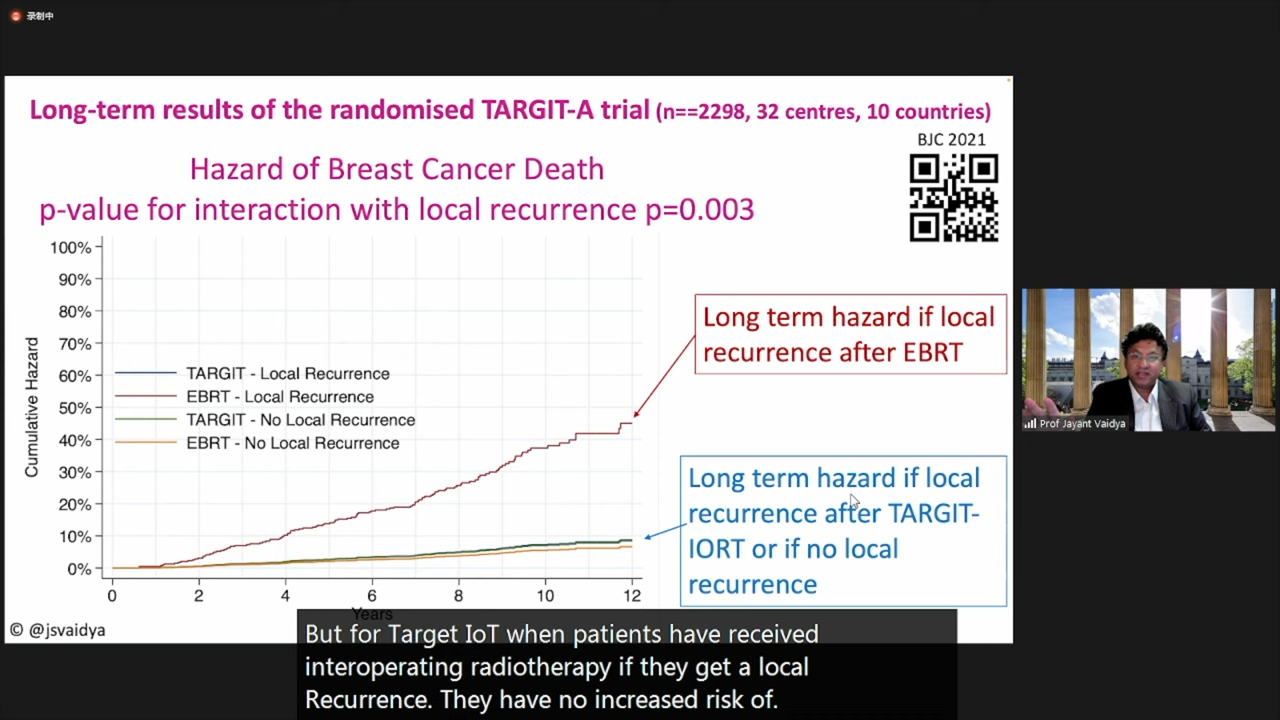 录制中
Long-term results of the randomised TARGIT-A trial (n==2298, 32 centres, 10 countries)
BJC 2021
Hazard of Breast Cancer Death
p-value for interaction with local recurrence p=0.003
Cumulative Hazard
100%
90%
80%
70%
60%
50%
40%
30%
20%
10%
0%
TARGIT - Local Recurrence
EBRT - Local Recurrence
TARGIT - No Local Recurrence
EBRT - No Local Recurrence
0 2 4 6 8 10 12
Years
Long term hazard if local
recurrence after EBRT
Long term hazard if local
recurrence after TARGIT-
IORT or if no local
recurrence
Prof Jayant Vaidya
© @jsvaidya
But for Target IoT when patients have received
interoperating radiotherapy if they get a local
Recurrence. They have no increased risk of.